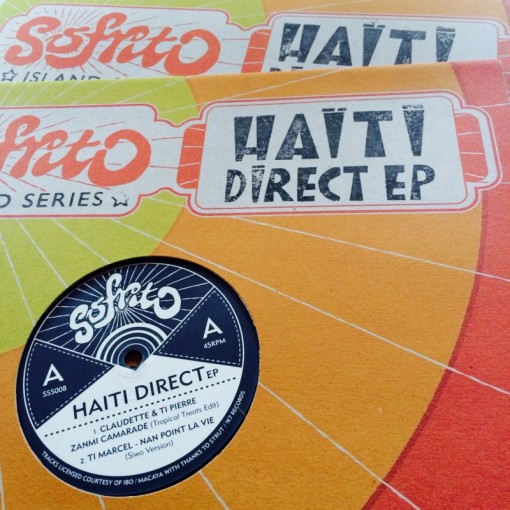 Sofrito
HAÏTI
☆ ISLAND
frito
HAÏTI
DIRECT EP
D SERIES ☆
Sofrito
A
SS5008
A
45RPM
HAITI DIRECT EP
1. CLAUDETTE & TI PIERRE
ZANMI CAMARADE (Tropical Treats Edit)
2. TI MARCEL - NAN POINT LA VIE
(Siwo Version)
TRACKS LICENSED COURTESY OF IBO / MACAYA WITH THANKS TO STRUT / !K7 RECORDS